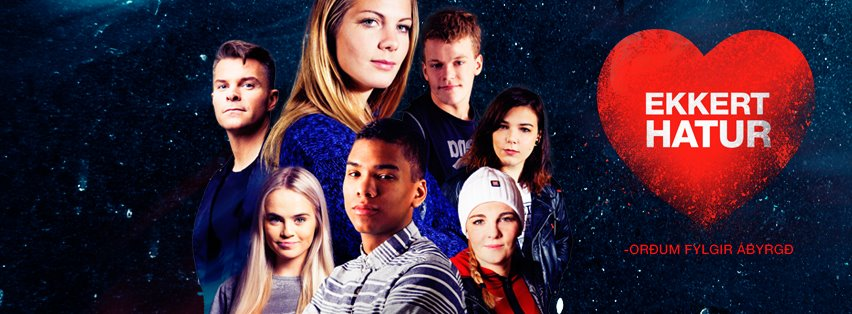 EKKERT
HATUR
-ORÐUM FYLGIR ÁBYRGÐ